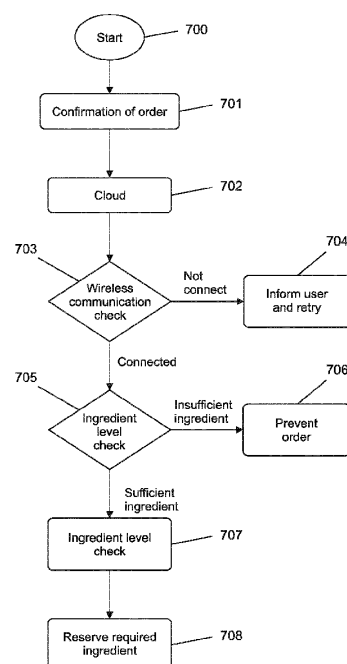 Start
700
Confirmation of order
701
Cloud
702
703
Wireless
communication
check
Not
connect
704
Inform user
and retry
Connected
705
Ingredient
level
check
Insufficient
ingredient
706
Prevent
order
Sufficient
ingredient
Ingredient level
check
707
Reserve required
ingredient
708